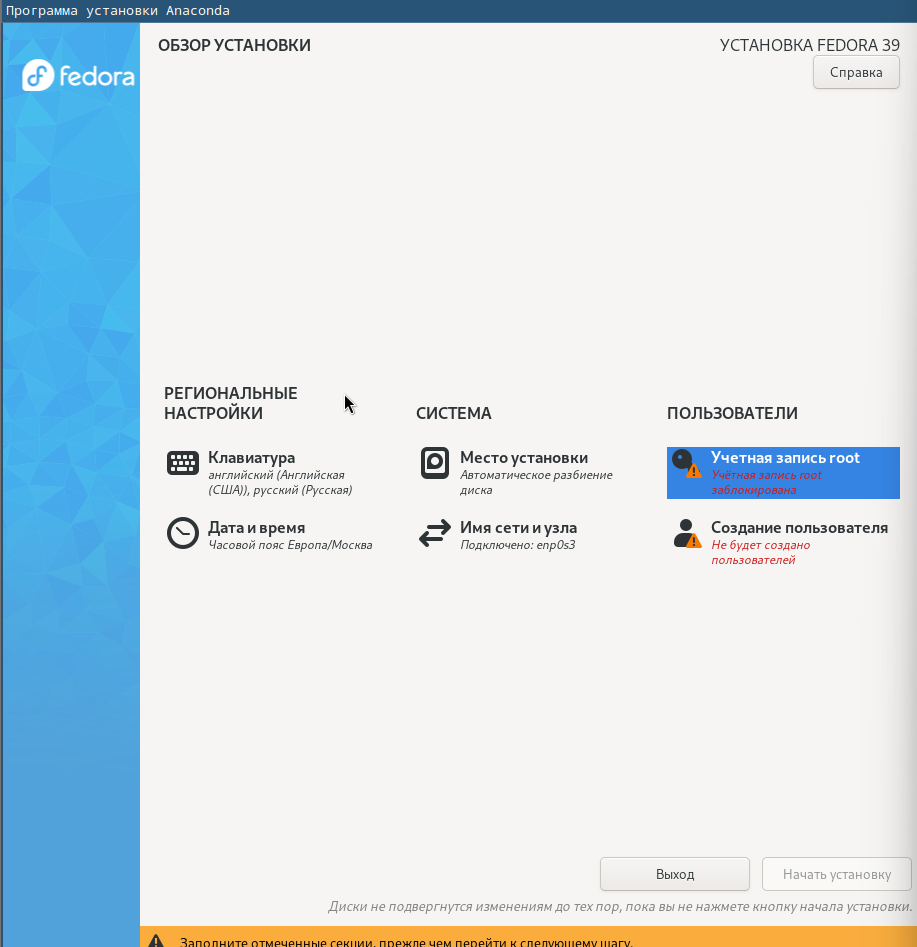 Программа установки Anaconda
fedora
ОБЗОР УСТАНОВКИ
УСТАНОВКА FEDORA 39
Справка
РЕГИОНАЛЬНЫЕ
НАСТРОЙКИ
Клавиатура
английский (Английская
(США)), русский (Русская)
Дата и время
Часовой пояс Европа/Москва
СИСТЕМА
Место установки
Автоматическое разбиение
диска
Имя сети и узла
Подключено: enp0s3
ПОЛЬЗОВАТЕЛИ
Учетная запись root
Учётная запись root
заблокирована
Создание пользователя
Не будет создано
пользователей
Выход
Начать установку
Диски не подвергнутся изменениям до тех пор, пока вы не нажмете кнопку начала установки.
Заполните отмеченные секции, прежде чем перейти к следующему шагу.